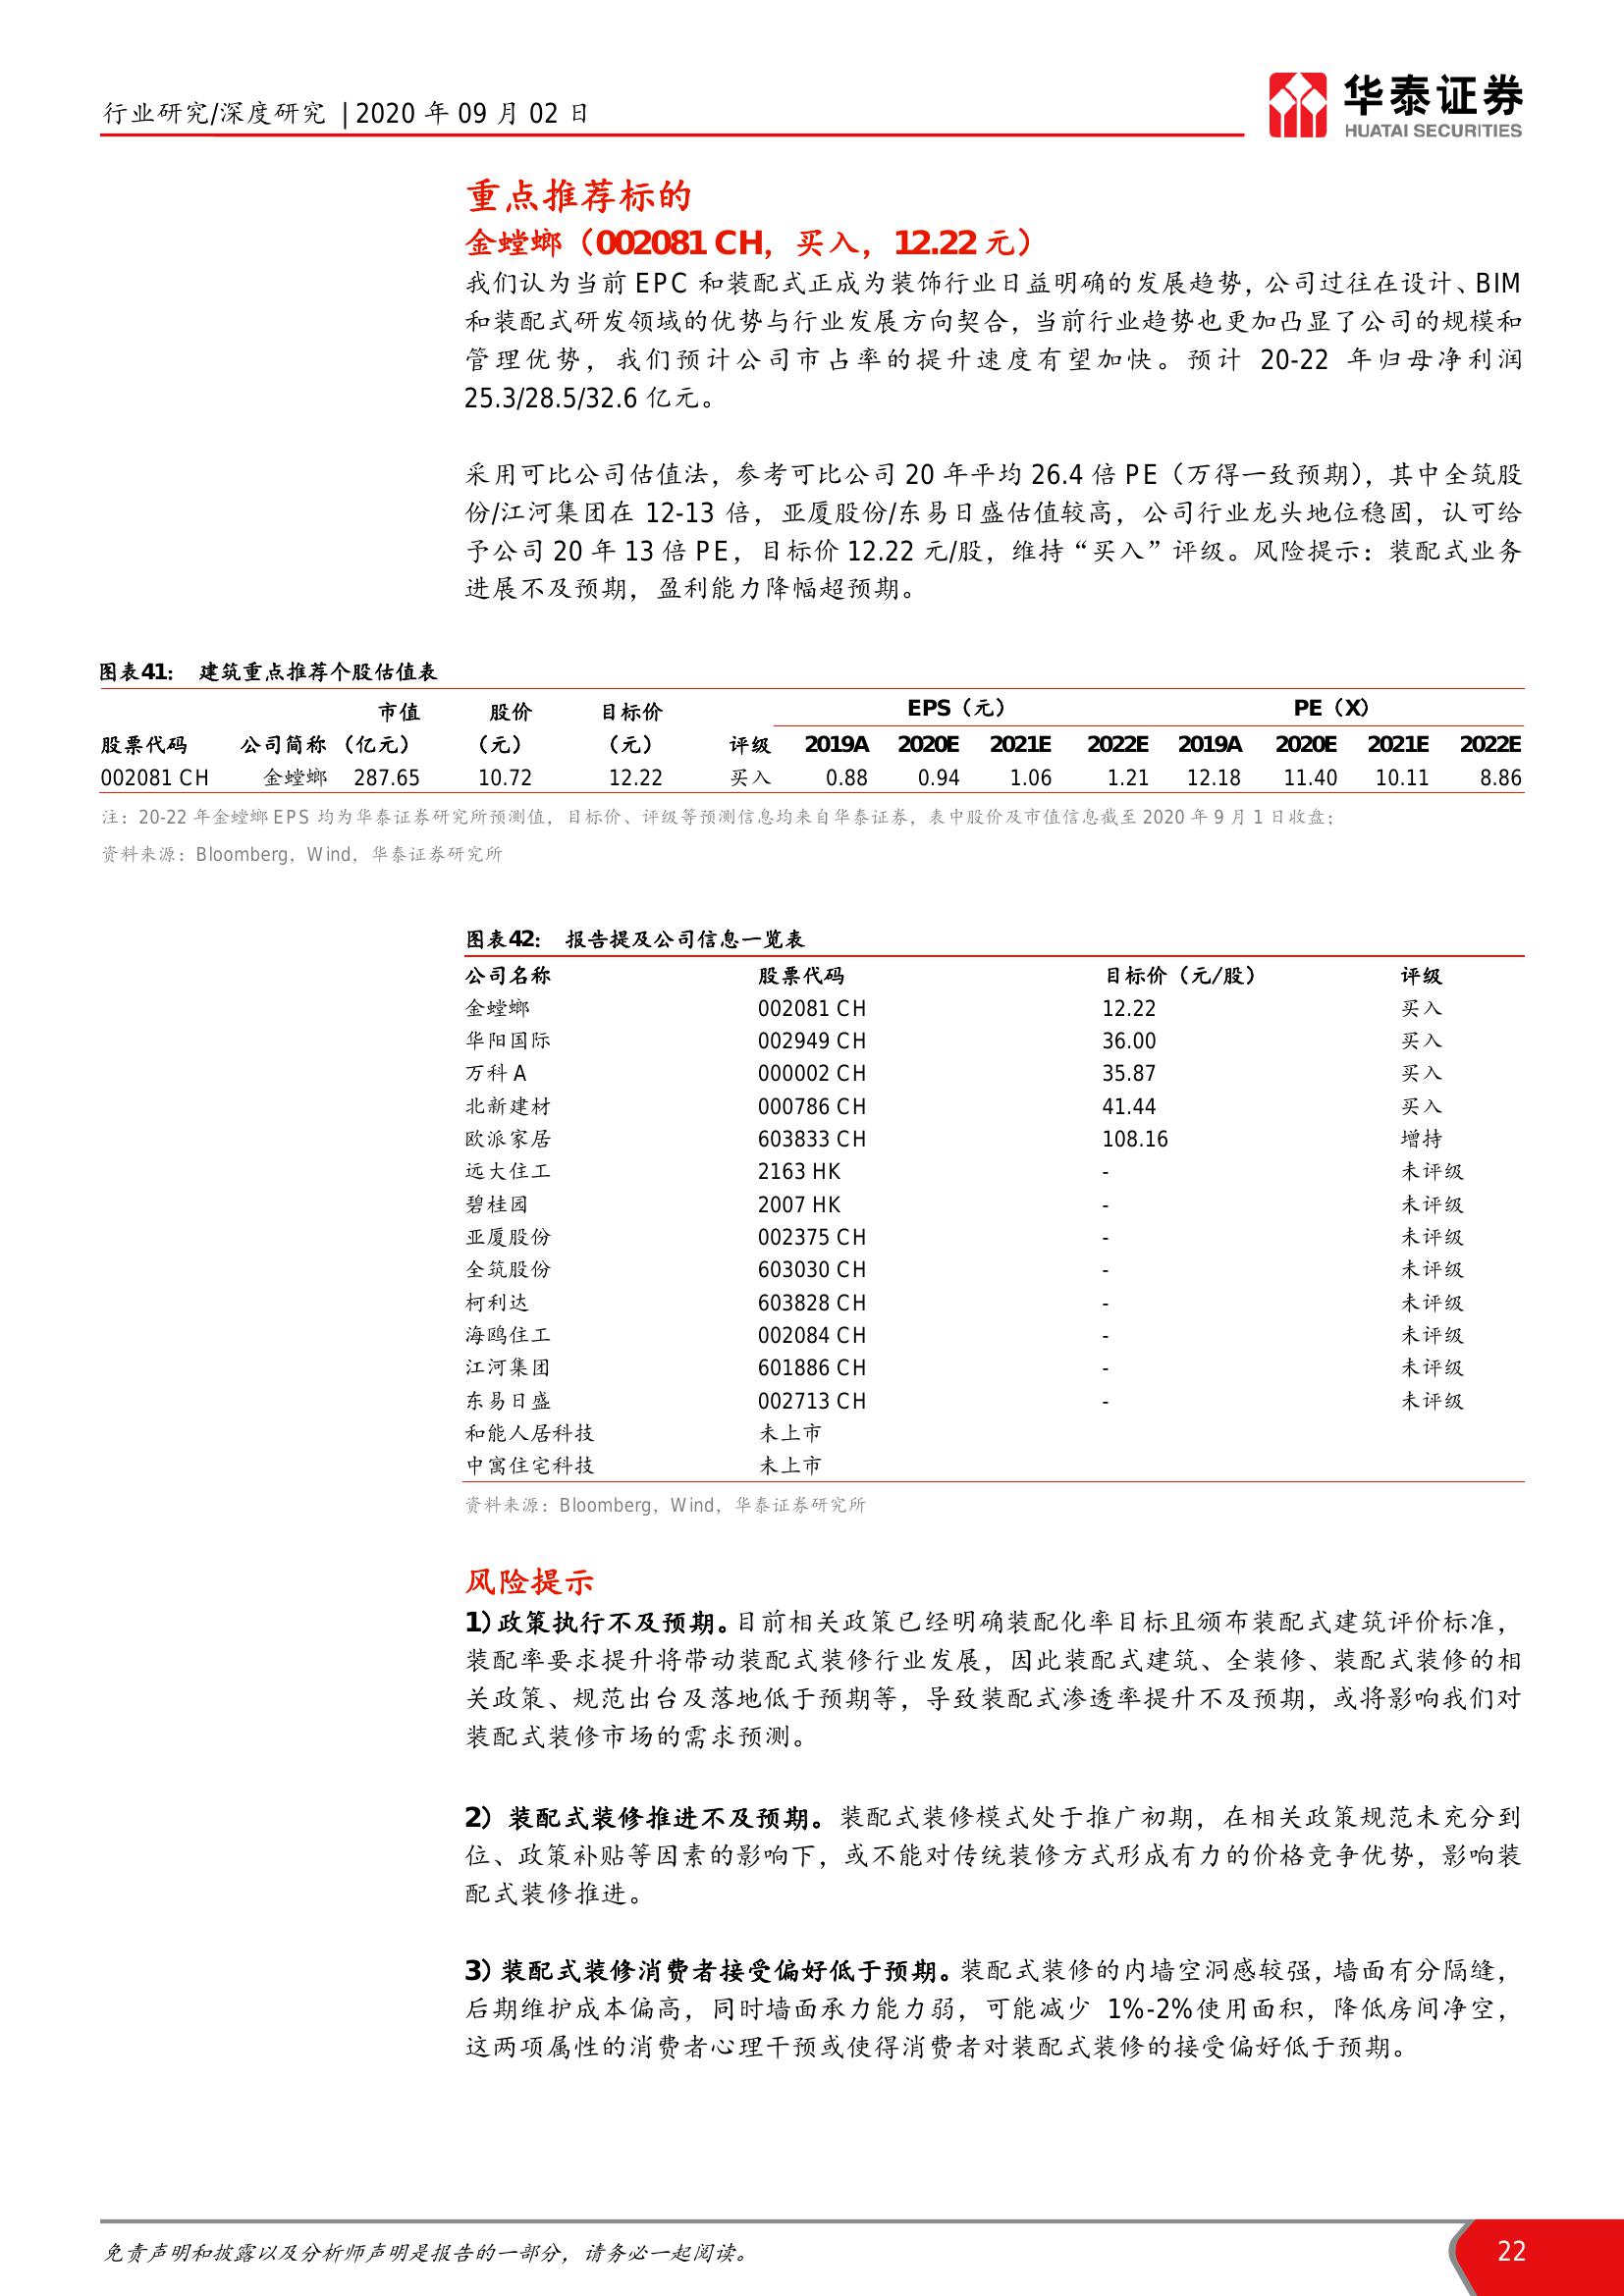 行业研究/深度研究 | 2020 年 09 月 02 日
华泰证券
HUATAI SECURITIES
重点推荐标的
金螳螂（002081 CH，买入，12.22 元）
我们认为当前 EPC 和装配式正成为装饰行业日益明确的发展趋势，公司过往在设计、BIM
和装配式研发领域的优势与行业发展方向契合，当前行业趋势也更加凸显了公司的规模和
管理优势，我们预计公司市占率的提升速度有望加快。预计 20-22 年归母净利润
25.3/28.5/32.6 亿元。
采用可比公司估值法，参考可比公司 20 年平均 26.4 倍 PE（万得一致预期），其中全筑股
份/江河集团在 12-13 倍，亚厦股份/东易日盛估值较高，公司行业龙头地位稳固，认可给
予公司 20 年 13 倍 PE，目标价 12.22 元/股，维持“买入”评级。风险提示：装配式业务
进展不及预期，盈利能力降幅超预期。
图表41： 建筑重点推荐个股估值表
市值 股价 目标价 EPS（元） PE（X）
股票代码 公司简称 （亿元） （元） （元） 评级 2019A 2020E 2021E 2022E 2019A 2020E 2021E 2022E
002081 CH 金螳螂 287.65 10.72 12.22 买入 0.88 0.94 1.06 1.21 12.18 11.40 10.11 8.86
注：20-22 年金螳螂 EPS 均为华泰证券研究所预测值，目标价、评级等预测信息均来自华泰证券，表中股价及市值信息截至 2020 年 9 月 1 日收盘；
资料来源：Bloomberg，Wind，华泰证券研究所
图表42： 报告提及公司信息一览表
公司名称 股票代码 目标价（元/股） 评级
金螳螂 002081 CH 12.22 买入
华阳国际 002949 CH 36.00 买入
万科 A 000002 CH 35.87 买入
北新建材 000786 CH 41.44 买入
欧派家居 603833 CH 108.16 增持
远大住工 2163 HK - 未评级
碧桂园 2007 HK - 未评级
亚厦股份 002375 CH - 未评级
全筑股份 603030 CH - 未评级
柯利达 603828 CH - 未评级
海鸥住工 002084 CH - 未评级
江河集团 601886 CH - 未评级
东易日盛 002713 CH - 未评级
和能人居科技 未上市
中寓住宅科技 未上市
资料来源：Bloomberg，Wind，华泰证券研究所
风险提示
1）政策执行不及预期。目前相关政策已经明确装配化率目标且颁布装配式建筑评价标准，
装配率要求提升将带动装配式装修行业发展，因此装配式建筑、全装修、装配式装修的相
关政策、规范出台及落地低于预期等，导致装配式渗透率提升不及预期，或将影响我们对
装配式装修市场的需求预测。
2）装配式装修推进不及预期。装配式装修模式处于推广初期，在相关政策规范未充分到
位、政策补贴等因素的影响下，或不能对传统装修方式形成有力的价格竞争优势，影响装
配式装修推进。
3）装配式装修消费者接受偏好低于预期。装配式装修的内墙空洞感较强，墙面有分隔缝，
后期维护成本偏高，同时墙面承力能力弱，可能减少 1%-2%使用面积，降低房间净空，
这两项属性的消费者心理干预或使得消费者对装配式装修的接受偏好低于预期。
免责声明和披露以及分析师声明是报告的一部分，请务必一起阅读。
22